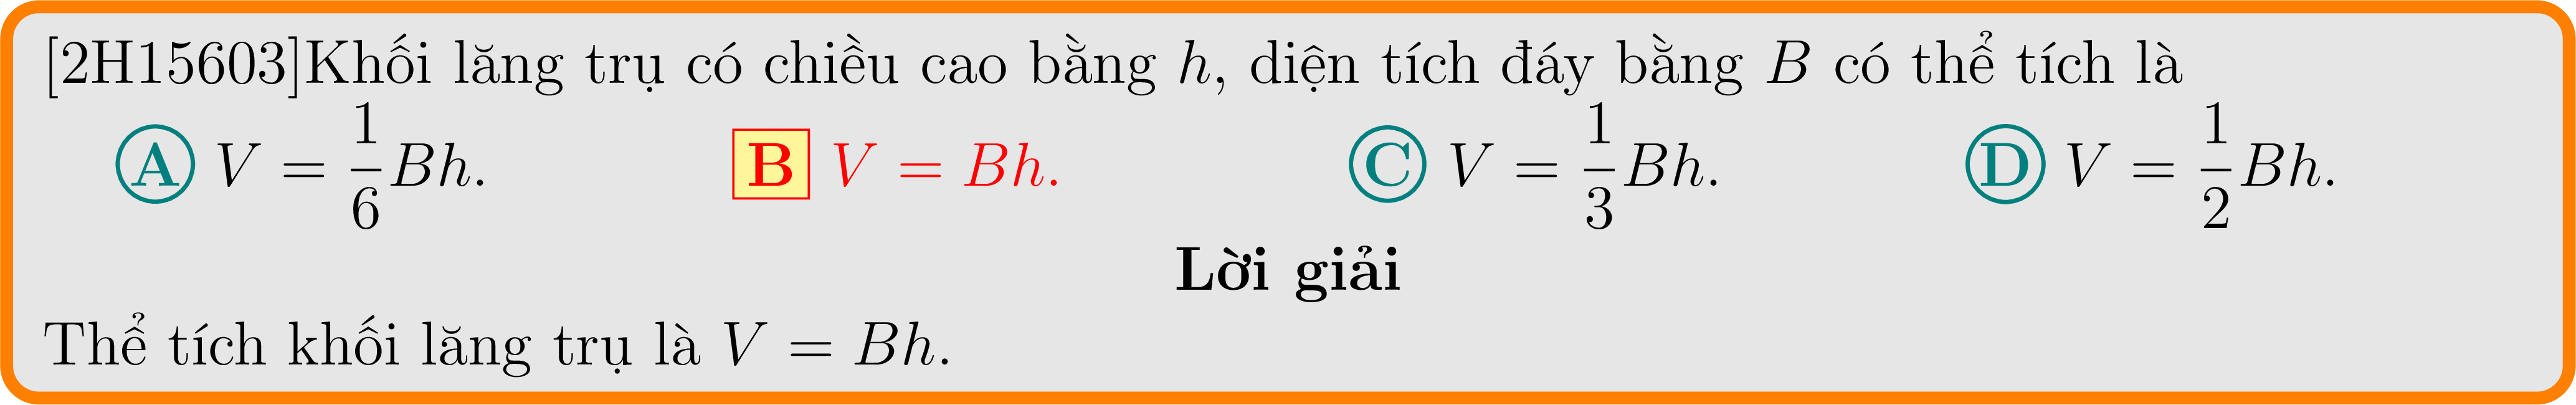 [2H15603]Khối lăng trụ có chiều cao bằng h, diện tích đáy bằng B có thể tích là
A V = \frac{1}{6}Bh. B V = Bh. C V = \frac{1}{3}Bh. D V = \frac{1}{2}Bh.
Lời giải
Thể tích khối lăng trụ là V = Bh.